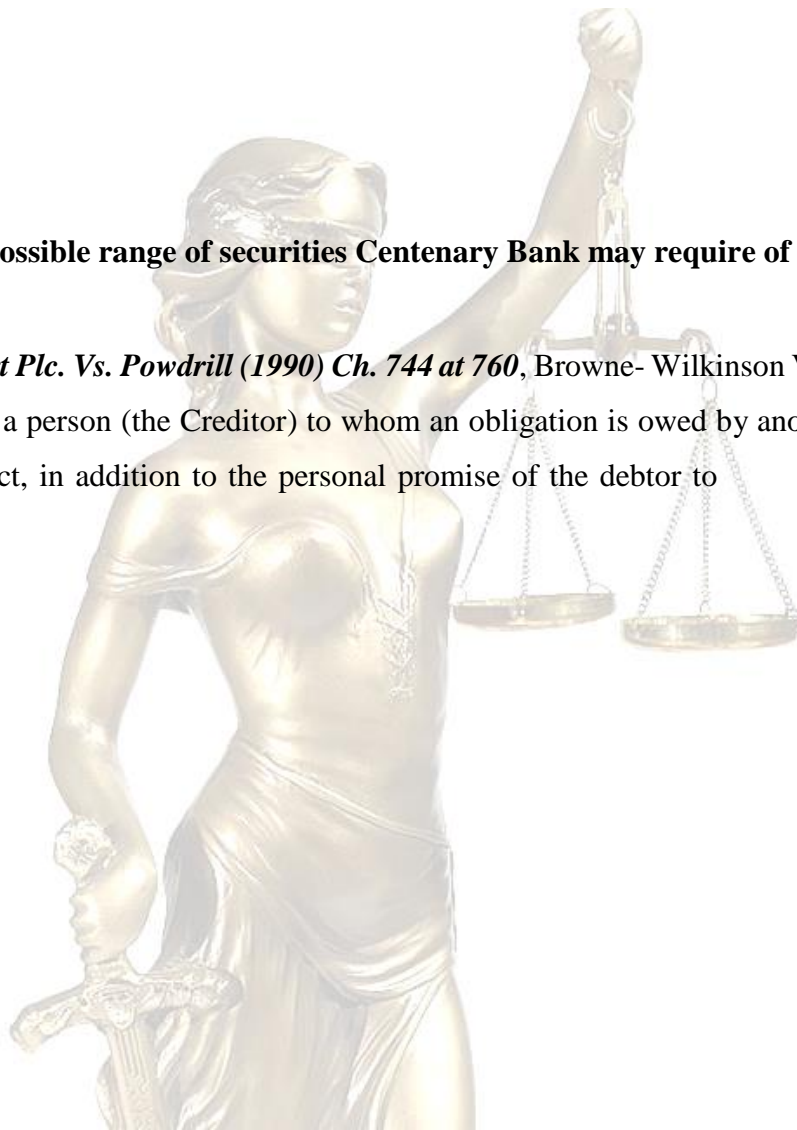 ossible range of securities Centenary Bank may require of
t Plc. Vs. Powdrill (1990) Ch. 744 at 760, Browne- Wilkinson V
a person (the Creditor) to whom an obligation is owed by ano
ct, in addition to the personal promise of the debtor to